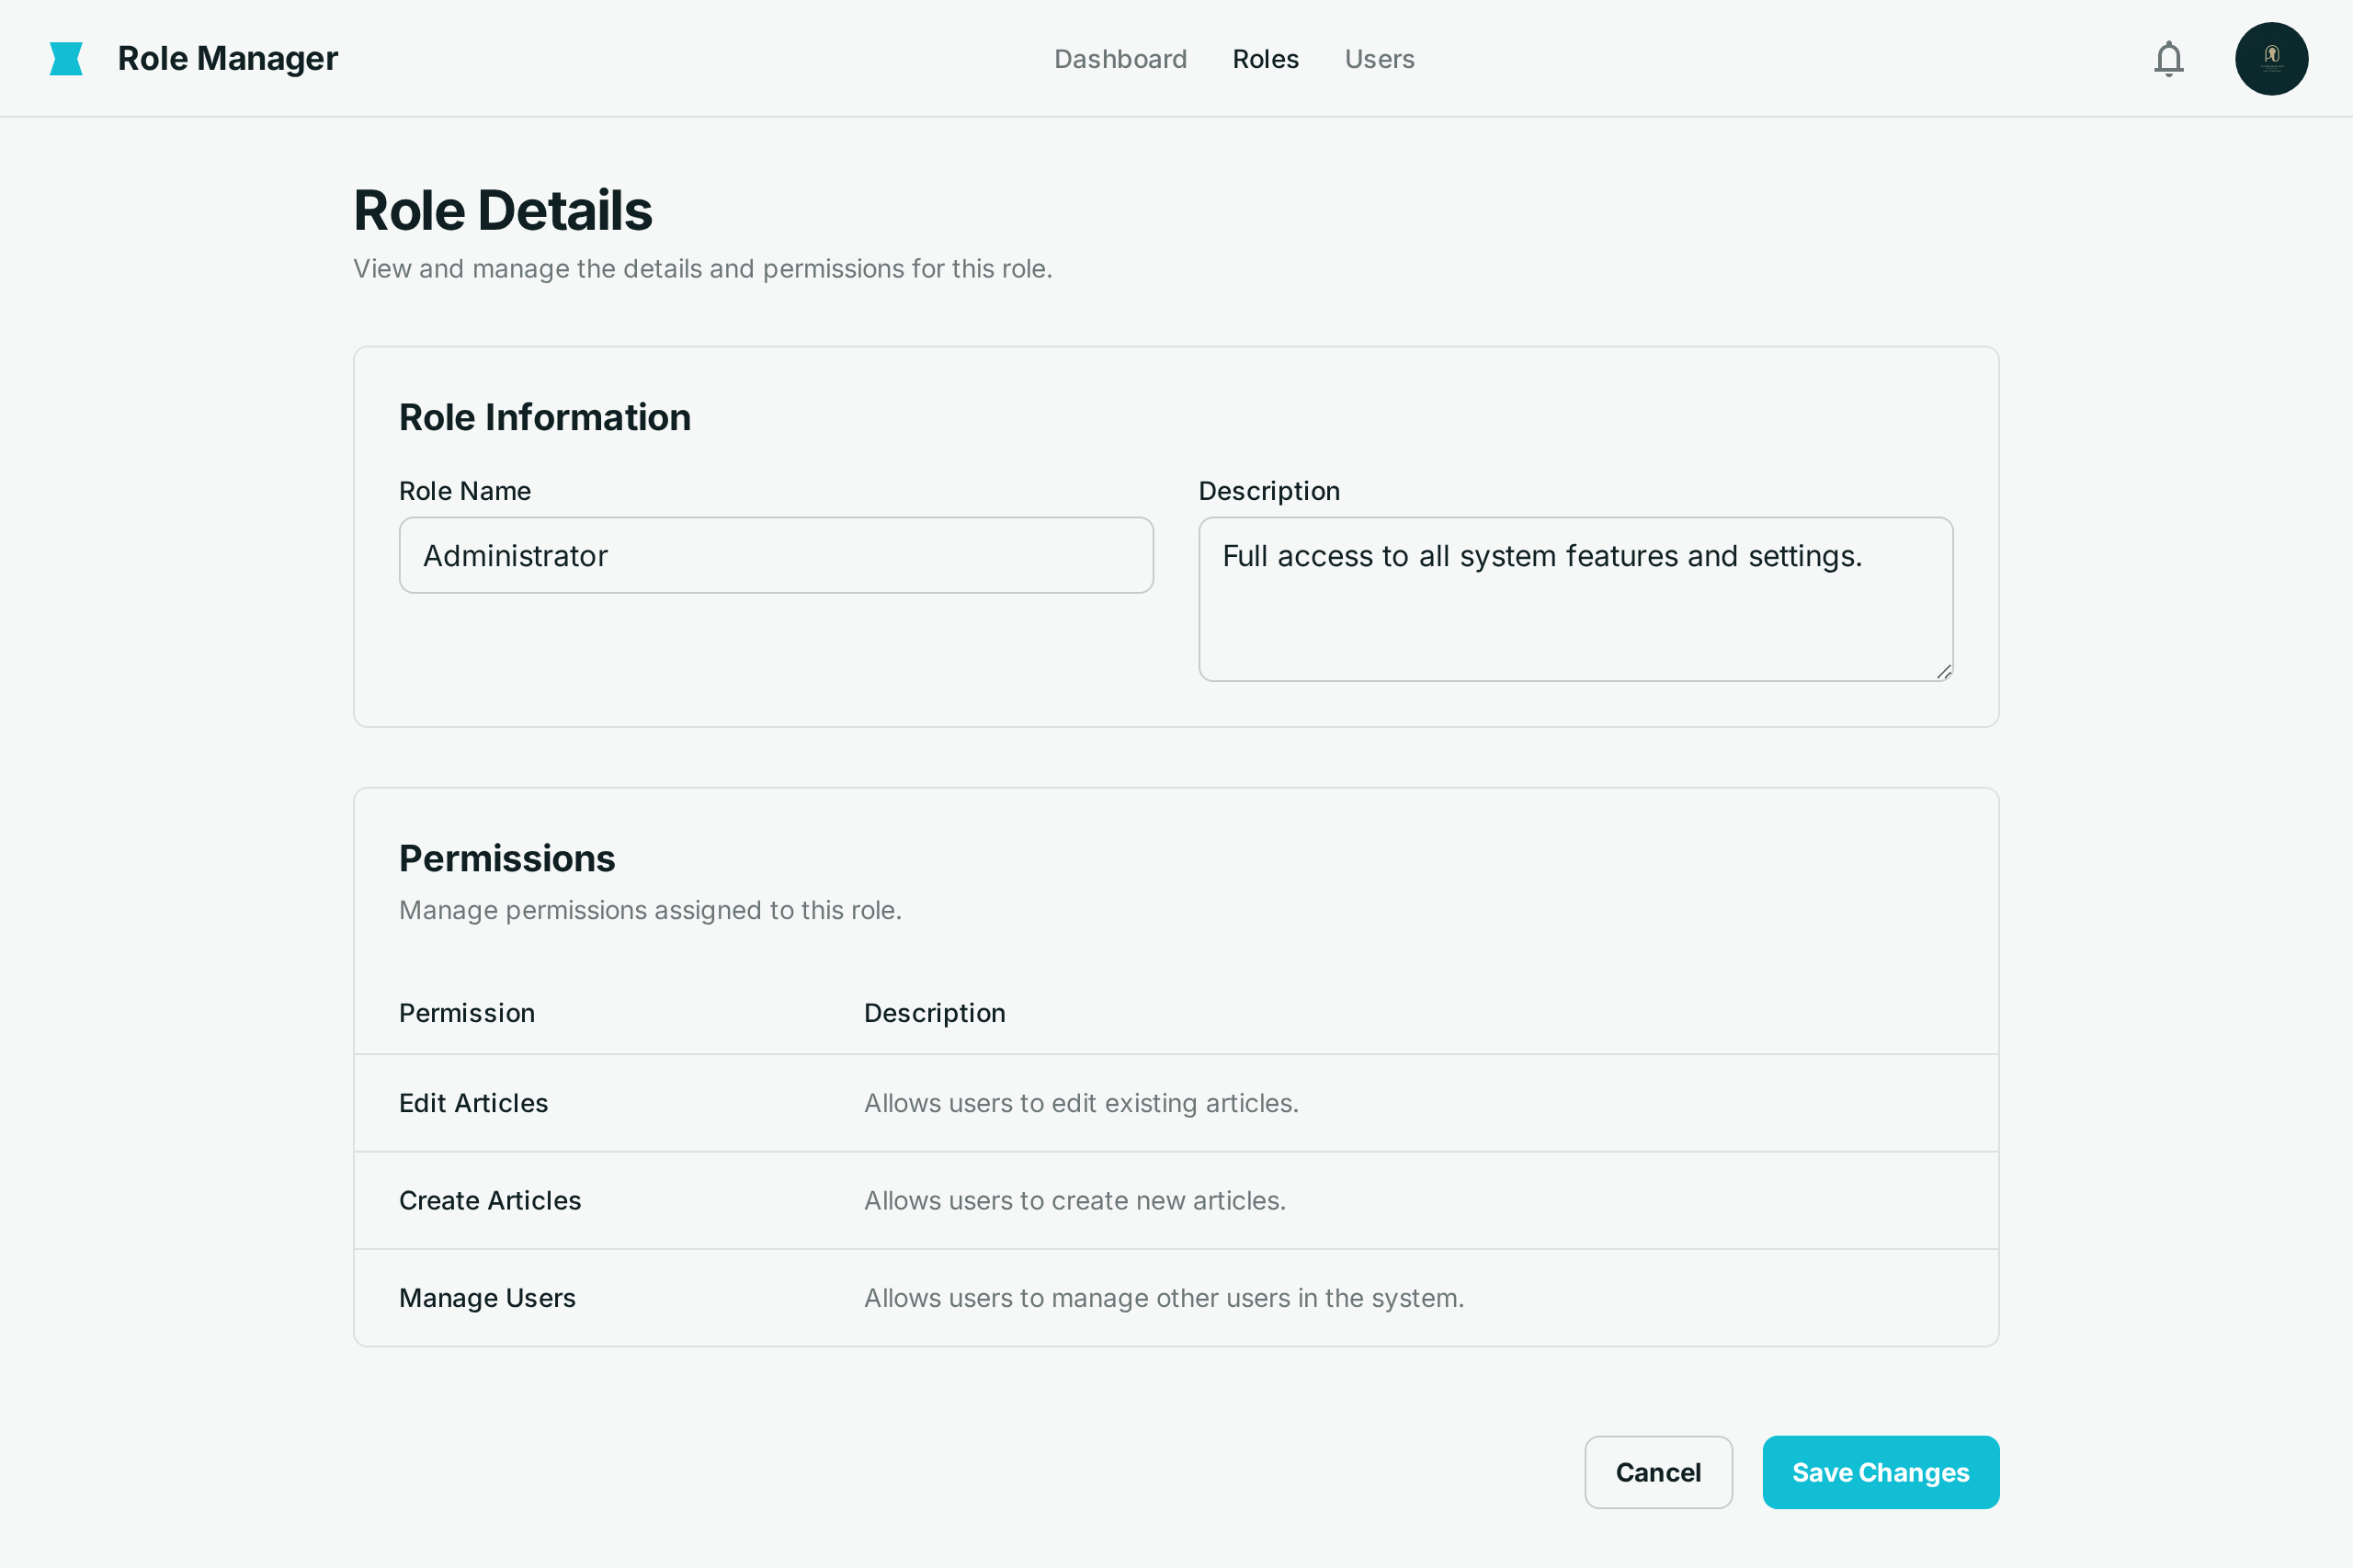 Role Manager
Dashboard
Roles
Users
Role Details
View and manage the details and permissions for this role.
Role Information
Role Name
Description
Administrator
Full access to all system features and settings.
Permissions
Manage permissions assigned to this role.
Permission
Description
Edit Articles
Allows users to edit existing articles.
Create Articles
Allows users to create new articles.
Manage Users
Allows users to manage other users in the system.
Cancel
Save Changes